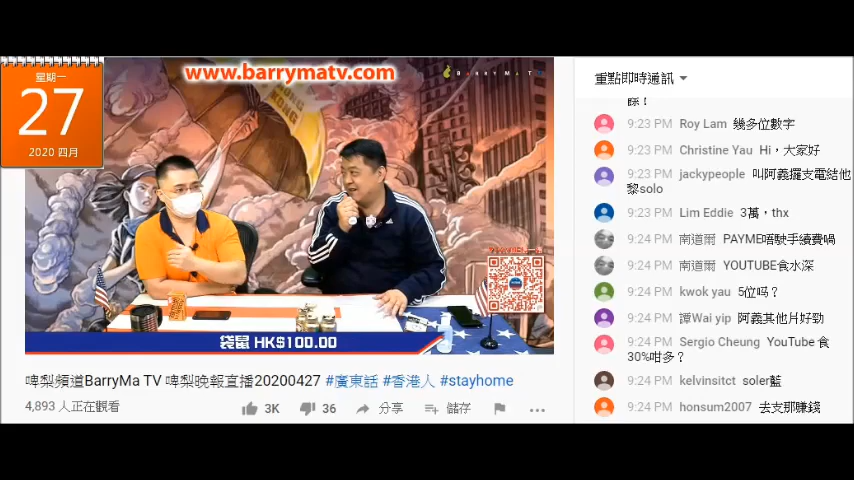 星期一
27
2020 四月
www.barrymatv.com
BARRY MA TV
HONG
KONG
袋鼠 HK$100.00
啤梨頻道BarryMa TV 啤梨晚報直播20200427 #廣東話 #香港人 #stayhome
4,893 人正在觀看
3K
36
分享
儲存
重點即時通訊
9:23 PM Roy Lam 幾多位數字
9:23 PM Christine Yau Hi，大家好
9:23 PM jackypeople 叫阿義攞支電結他
黎solo
9:23 PM Lim Eddie 3萬，thx
9:24 PM 南道爾 PAYME唔駛手續費喎
9:24 PM 南道爾 YOUTUBE食水深
9:24 PM kwok yau 5位吗？
9:24 PM 譚Wai yip 阿義其他片好勁
9:24 PM Sergio Cheung YouTube 食
30%咁多？
9:24 PM kelvinsitct soler藍
9:24 PM honsum2007 去支那賺錢